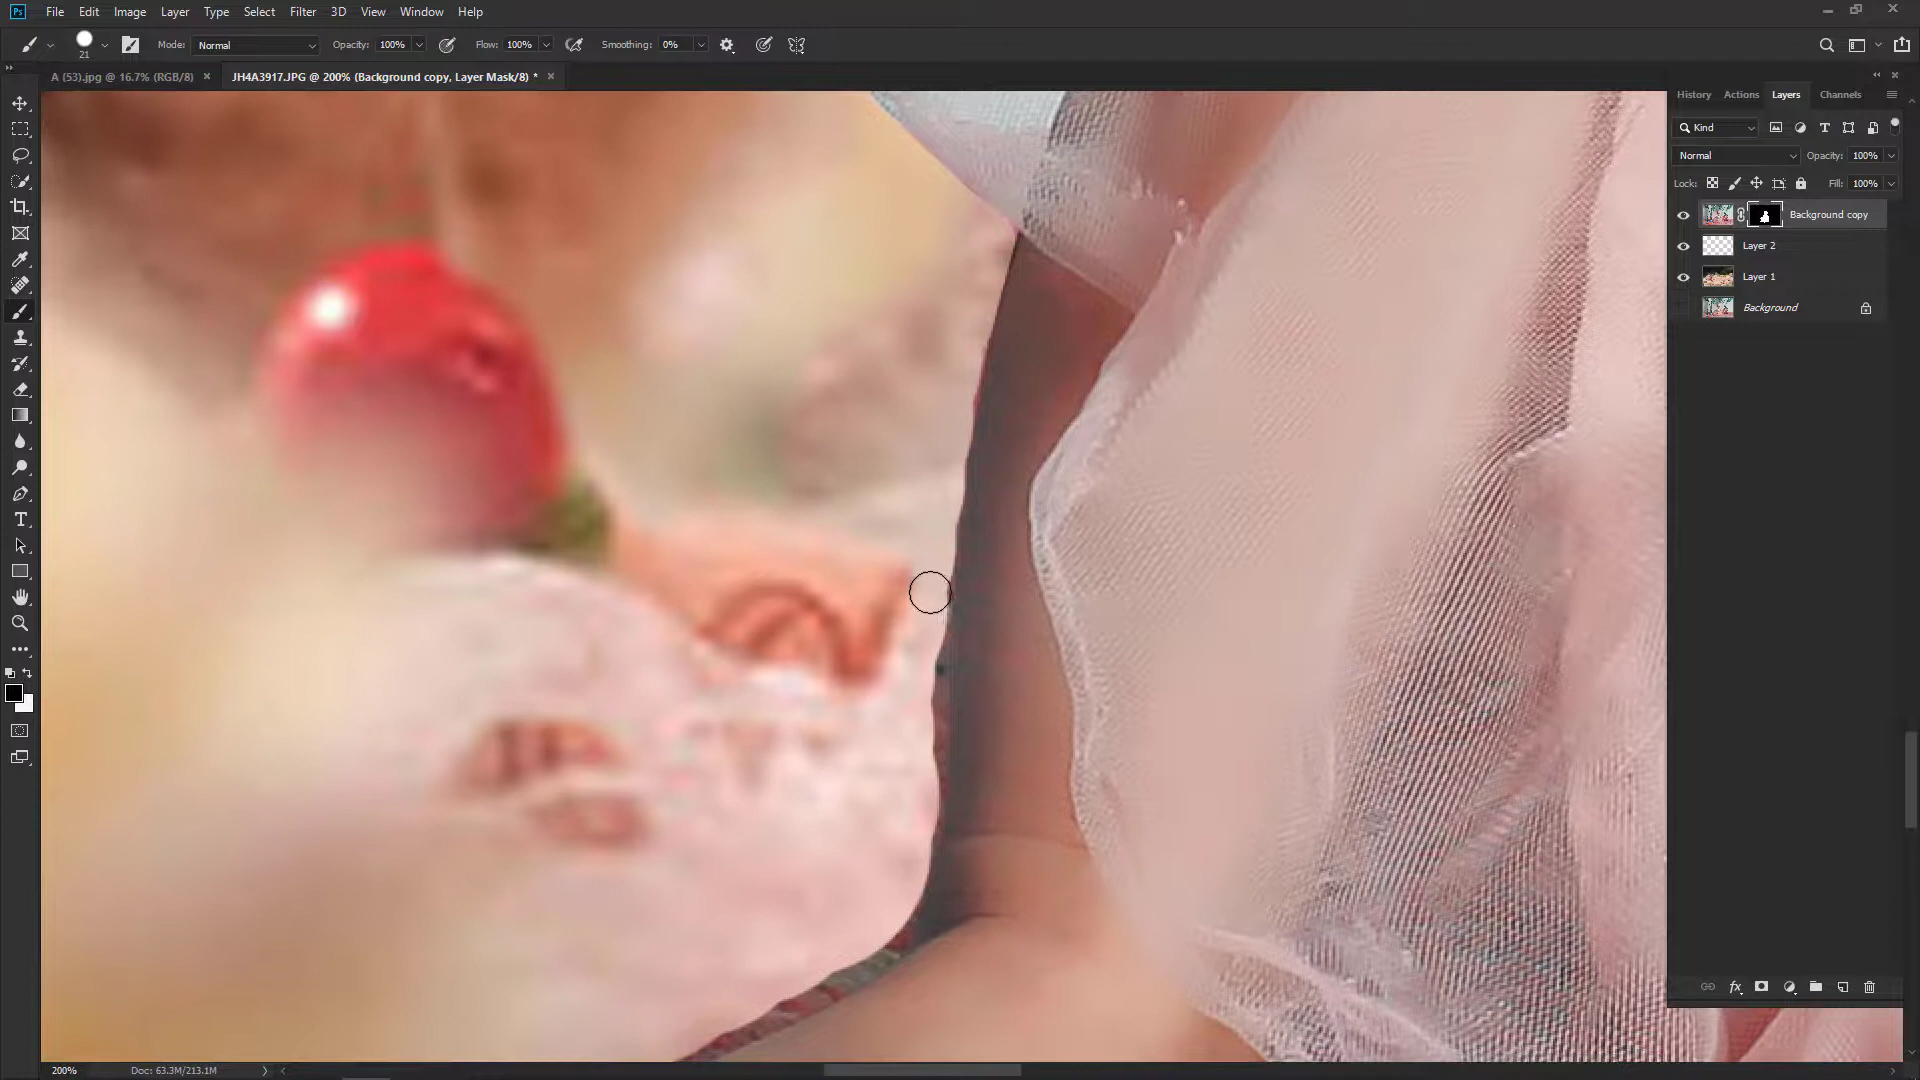 Ps File Edit Image Layer Type Select Filter 3D View Window Help
21 Mode: Normal Opacity: 100% Flow: 100% Smoothing: 0%
A (53).jpg @ 16.7% (RGB/8) × JH4A3917.JPG @ 200% (Background copy, Layer Mask/8) * ×
History Actions Layers Channels
Kind
Normal Opacity: 100%
Lock: Fill: 100%
Background copy
Layer 2
Layer 1
Background
fx
200% Doc: 63.3M/213.1M